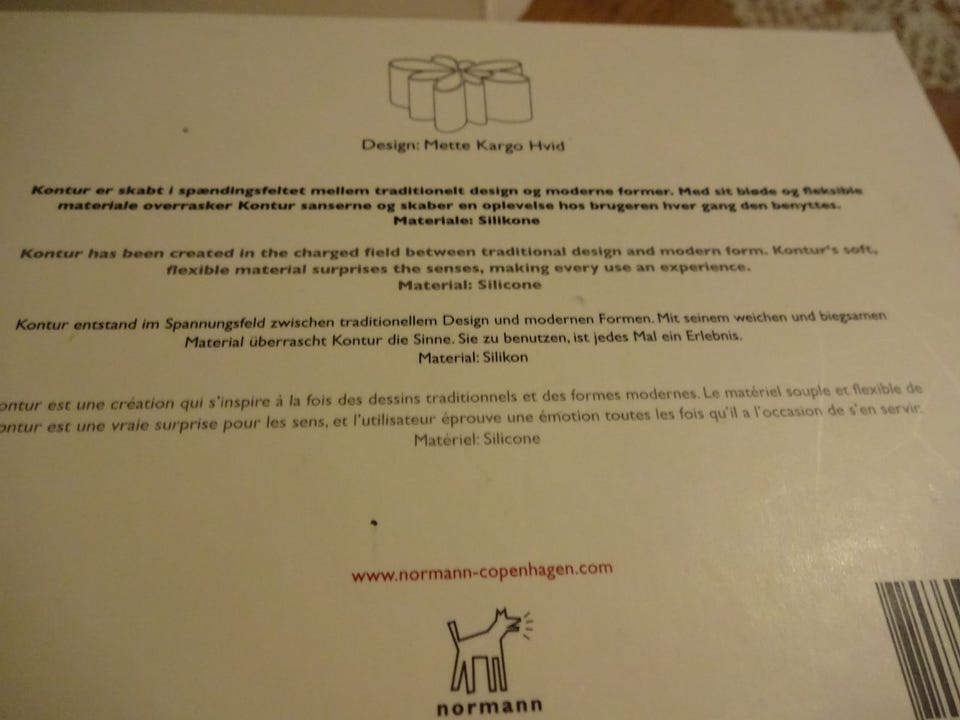 Design: Mette Kargo Hvid
Kontur er skabt i spændingsfeltet mellem traditionelt design og moderne former. Med sit bløde og fleksible
materiale overrasker Kontur sanserne og skaber en oplevelse hos brugeren hver gang den benyttes.
Materiale: Silikone
Kontur has been created in the charged field between traditional design and modern form. Kontur's soft,
flexible material surprises the senses, making every use an experience.
Material: Silicone
Kontur entstand im Spannungsfeld zwischen traditionellem Design und modernen Formen. Mit seinem weichen und biegsamen
Material überrascht Kontur die Sinne. Sie zu benutzen, ist jedes Mal ein Erlebnis.
Material: Silikon
ontur est une création qui s'inspire à la fois des dessins traditionnels et des formes modernes. Le matériel souple et flexible de
ontur est une vraie surprise pour les sens, et l'utilisateur éprouve une émotion toutes les fois qu'il a l'occasion de s'en servir.
Matériel: Silicone
www.normann-copenhagen.com
normann